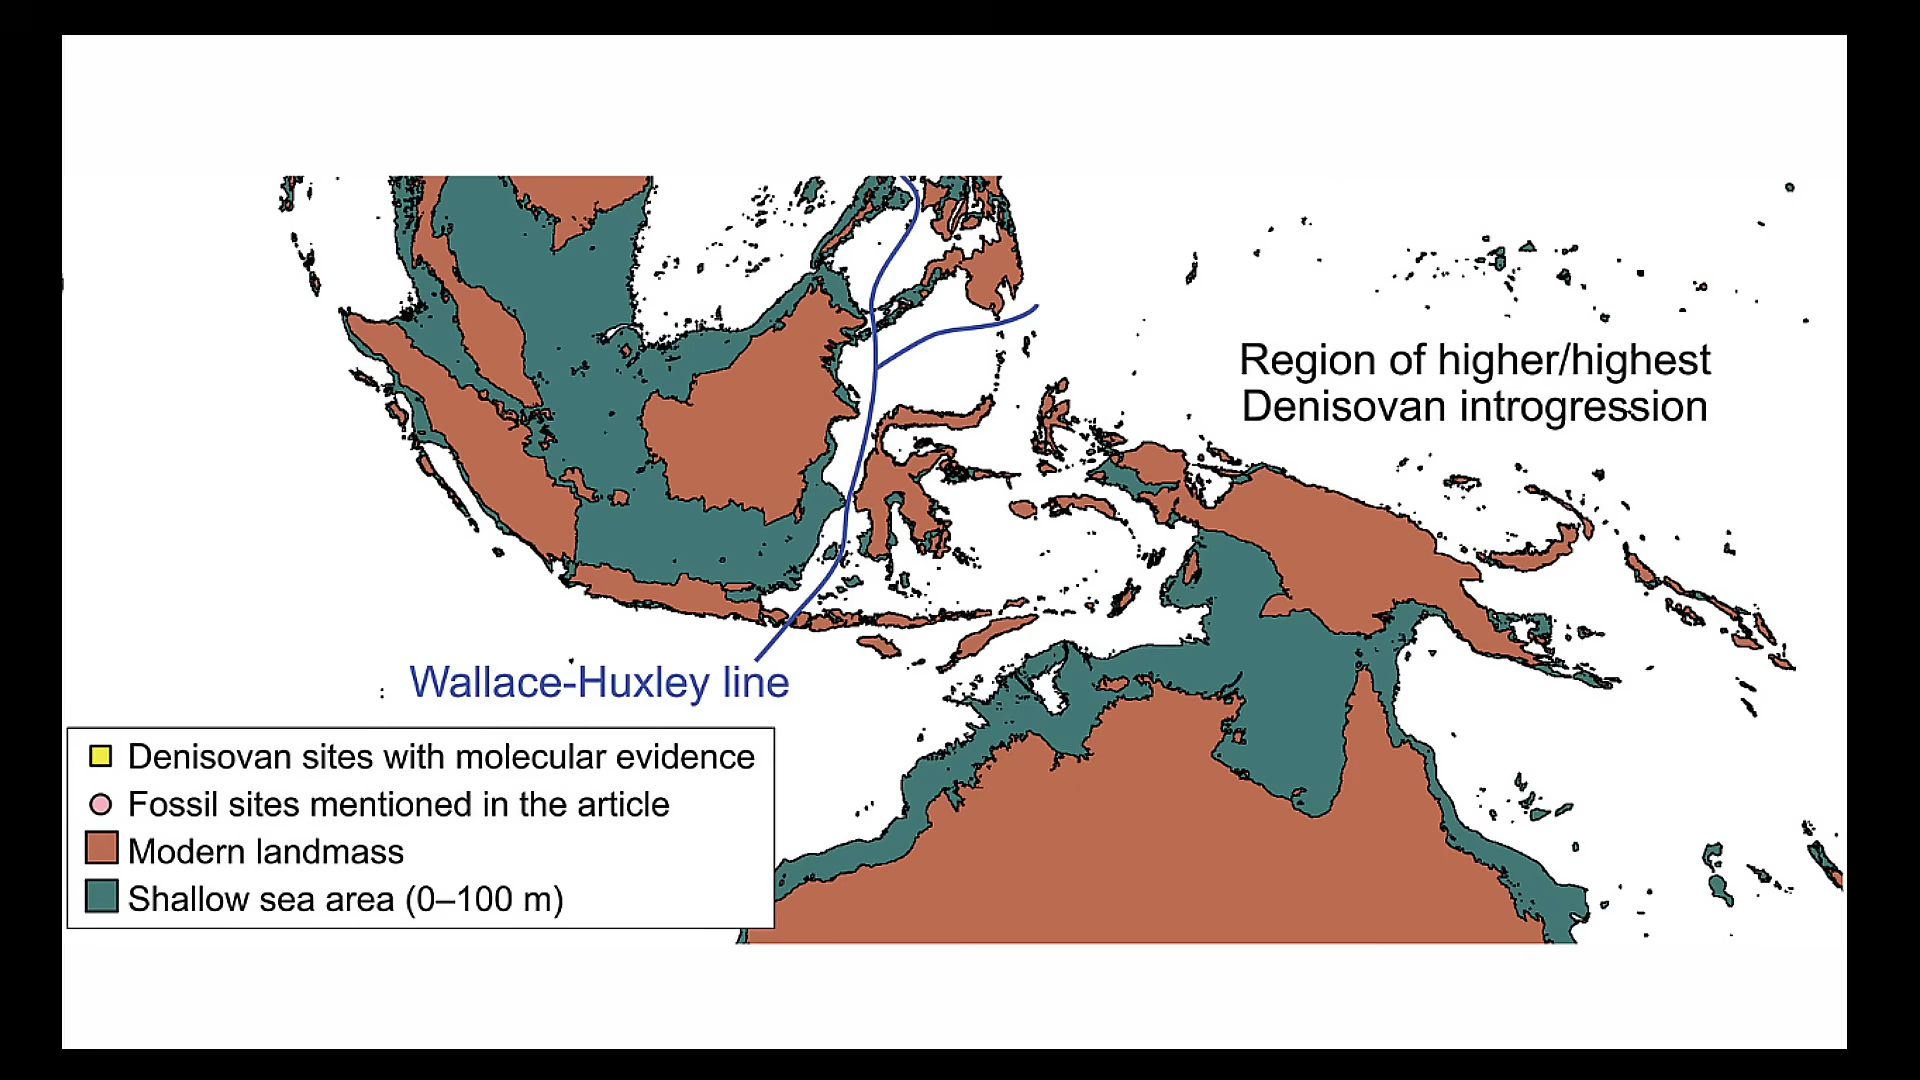 Region of higher/highest
Denisovan introgression
Wallace-Huxley line
Denisovan sites with molecular evidence
Fossil sites mentioned in the article
Modern landmass
Shallow sea area (0–100 m)